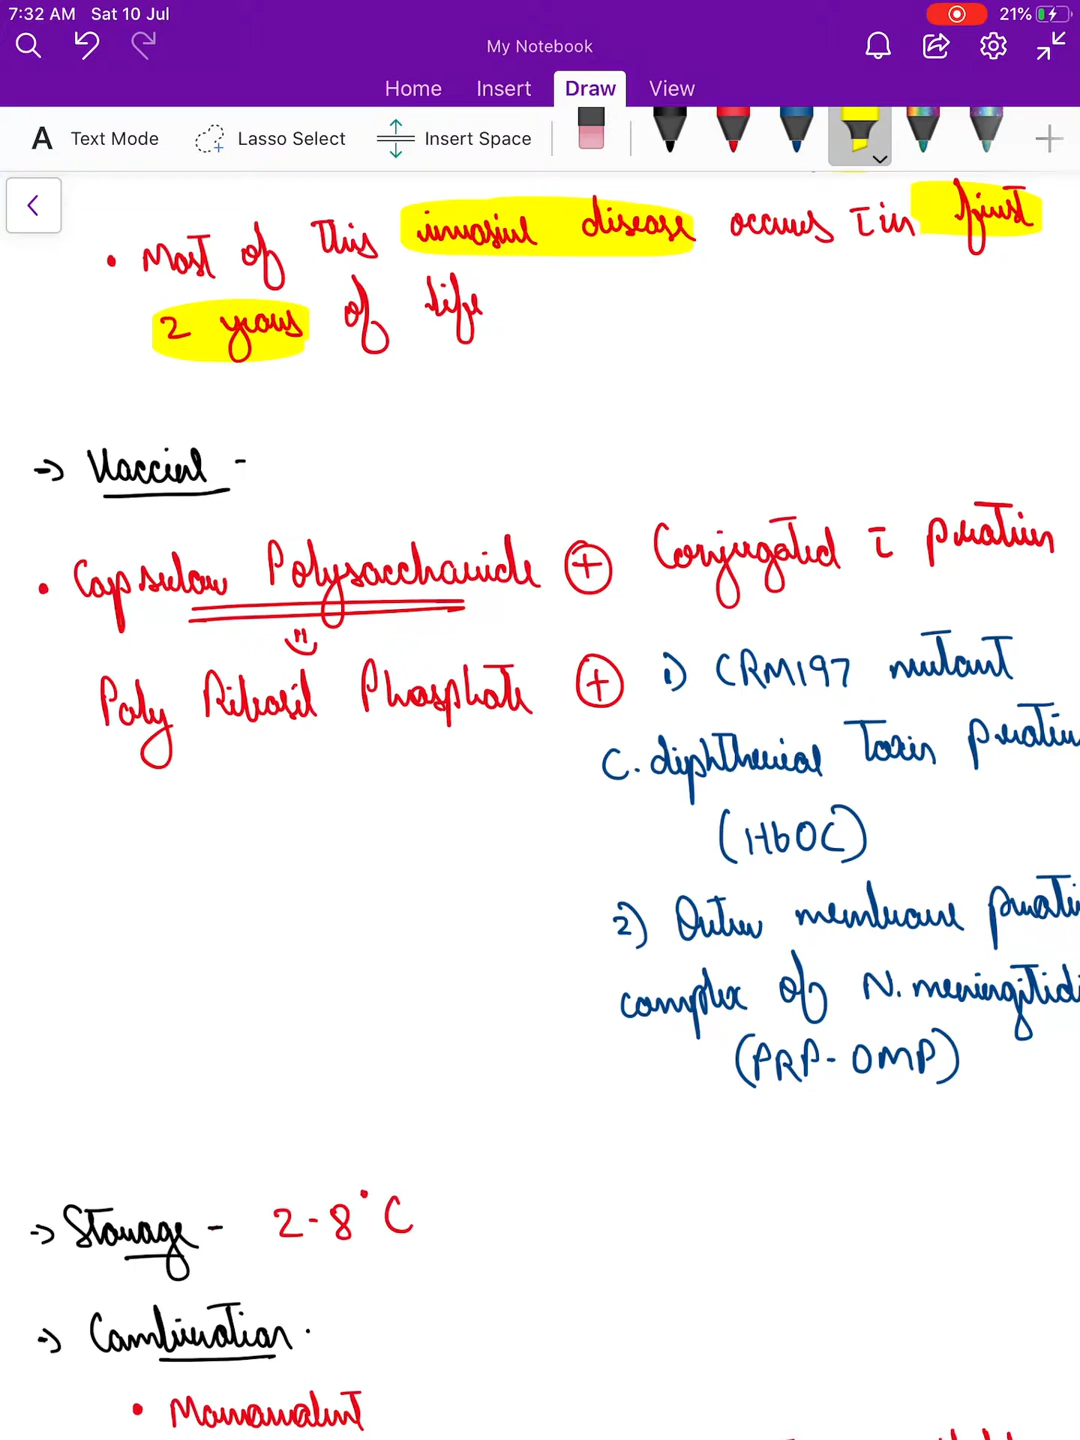 7:32 AM Sat 10 Jul 21%
My Notebook
Home Insert Draw View
A Text Mode Lasso Select Insert Space
• Most of this invasive disease occurs c̄ in first
2 years of life
→ Vaccine -
• Capsular Polysaccharide + Conjugated c̄ protein
Poly Ribosil Phosphate + 1) CRM197 mutant
C. diphtherial Toxin protein
(HbOC)
2) Outer membrane protei
complex of N. meningitidi
(PRP-OMP)
→ Storage - 2-8°C
→ Combination.
• Monovalent